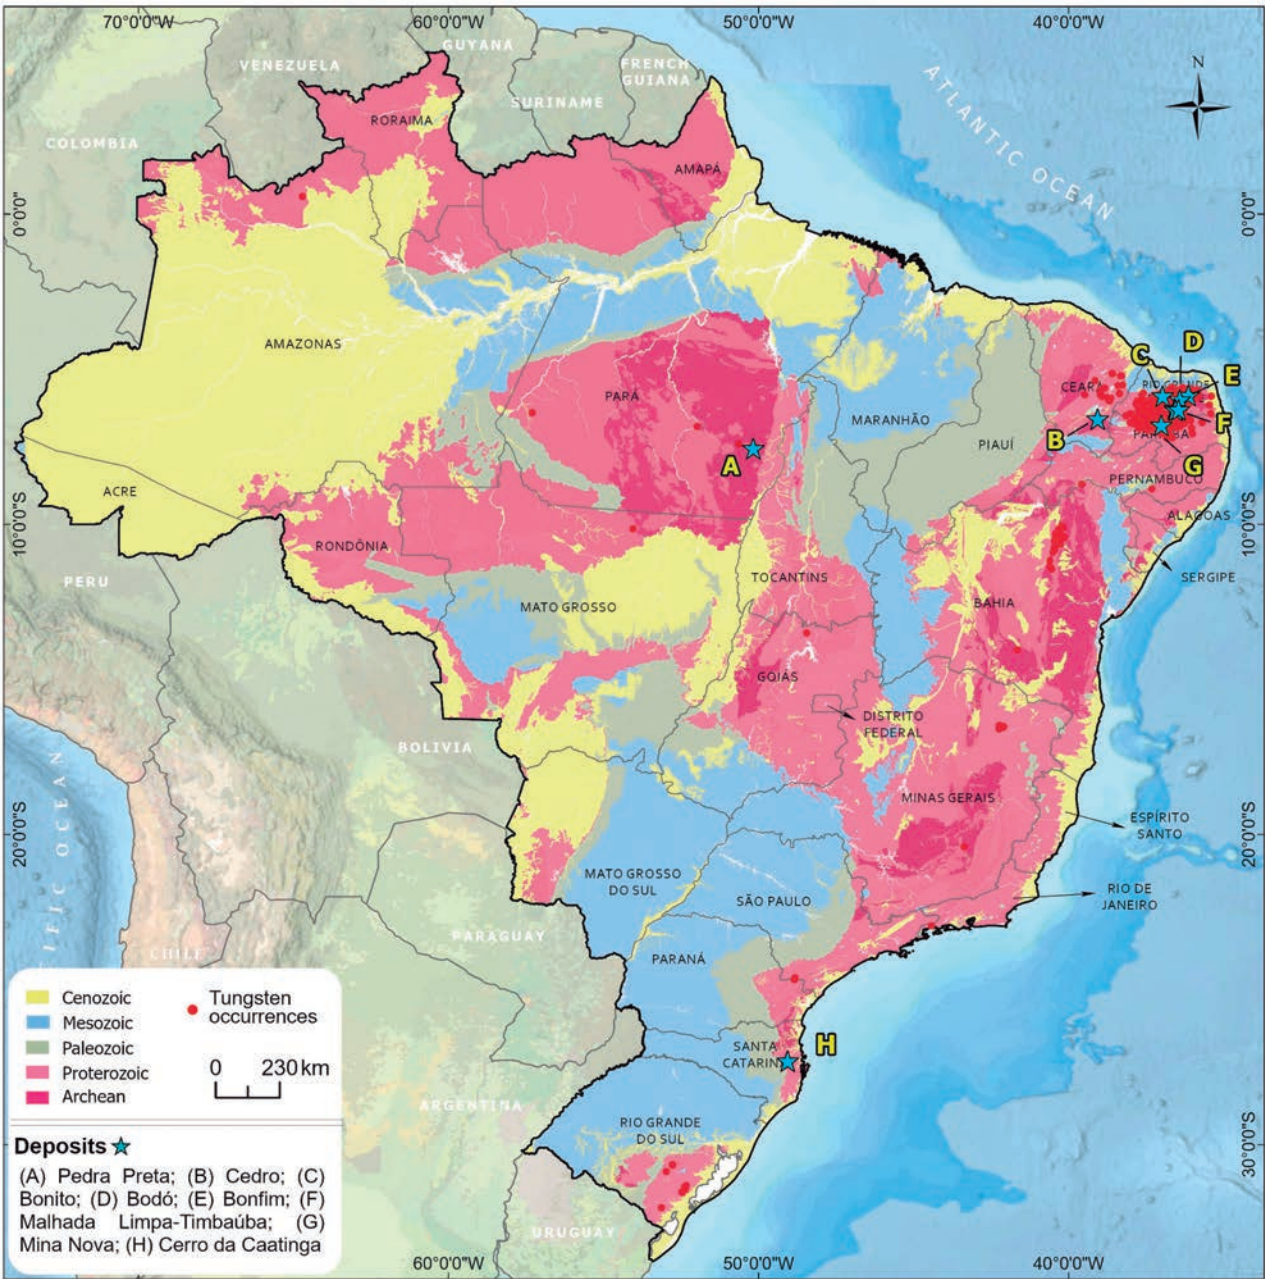 70°0'0"W 60°0'0"W 50°0'0"W 40°0'0"W
GUYANA
VENEZUELA
FRENCH
GUIANA
SURINAME
N
ATLANTIC OCEAN
COLOMBIA
RORAIMA
AMAPÁ
0°0'0"
0°0'0"
AMAZONAS
PARÁ
MARANHÃO
PIAUÍ
CEARÁ
RIO GRANDE
PARAÍBA
C
D
E
B
F
G
A
PERNAMBUCO
ALAGOAS
SERGIPE
ACRE
10°0'0"S
10°0'0"S
RONDÔNIA
PERU
TOCANTINS
MATO GROSSO
BAHIA
GOIÁS
DISTRITO
FEDERAL
BOLIVIA
MINAS GERAIS
ESPÍRITO
SANTO
20°0'0"S
20°0'0"S
MATO GROSSO
DO SUL
SÃO PAULO
RIO DE
JANEIRO
PARAGUAY
PARANÁ
CHILE
IFIC OCEAN
SANTA
CATARINA
H
ARGENTINA
RIO GRANDE
DO SUL
30°0'0"S
URUGUAY
Cenozoic
Mesozoic
Paleozoic
Proterozoic
Archean
Tungsten
occurrences
0 230 km
Deposits
(A) Pedra Preta; (B) Cedro; (C)
Bonito; (D) Bodó; (E) Bonfim; (F)
Malhada Limpa-Timbaúba; (G)
Mina Nova; (H) Cerro da Caatinga
60°0'0"W 50°0'0"W 40°0'0"W